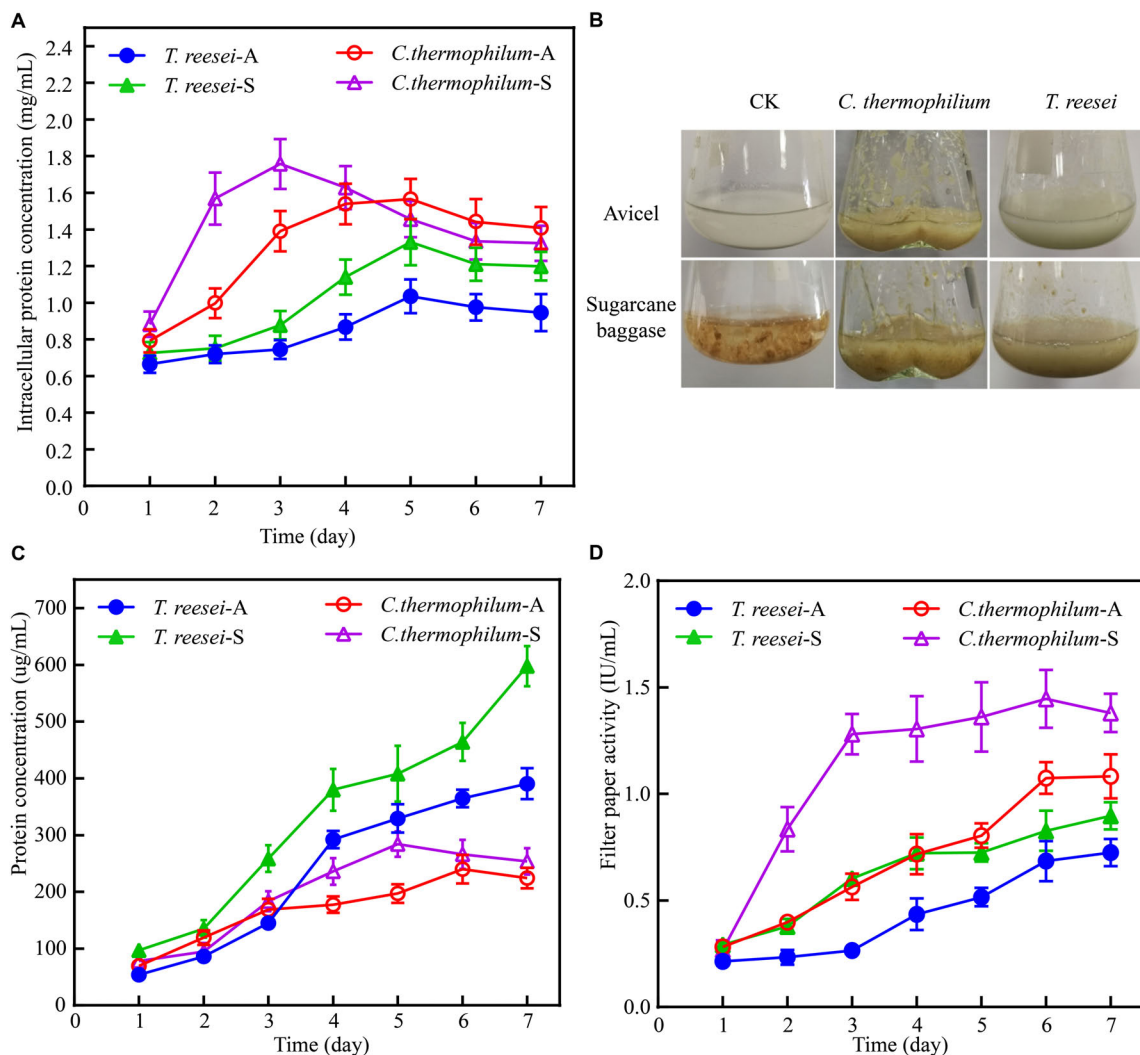 A
T. reesei-A
T. reesei-S
C.thermophilum-A
C.thermophilum-S
Intracellular protein concentration (mg/mL)
2.4
2.2
2.0
1.8
1.6
1.4
1.2
1.0
0.8
0.6
0.4
0.2
0.0
0 1 2 3 4 5 6 7
Time (day)
B
CK C. thermophilium T. reesei
Avicel
Sugarcane
baggase
C
T. reesei-A
T. reesei-S
C.thermophilum-A
C.thermophilum-S
Protein concentration (ug/mL)
700
600
500
400
300
200
100
0
0 1 2 3 4 5 6 7
Time (day)
D
T. reesei-A
T. reesei-S
C.thermophilum-A
C.thermophilum-S
Filter paper activity (IU/mL)
2.0
1.5
1.0
0.5
0.0
0 1 2 3 4 5 6 7
Time (day)